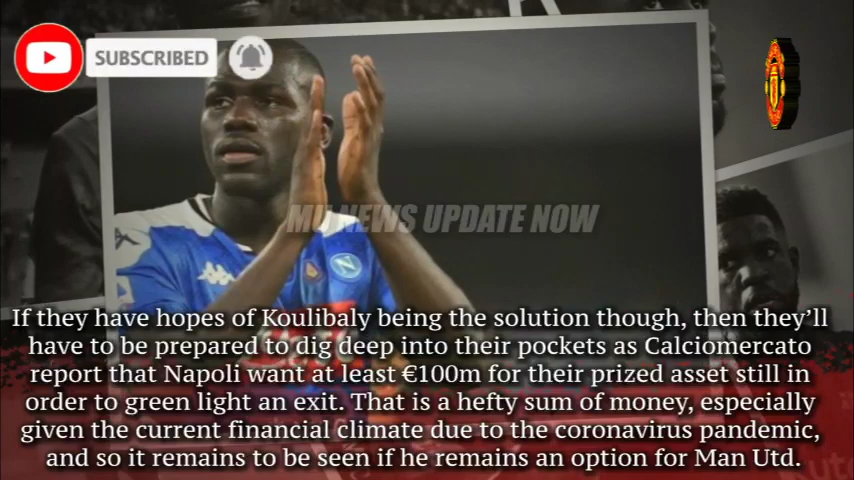 SUBSCRIBED
MU NEWS UPDATE NOW
If they have hopes of Koulibaly being the solution though, then they’ll
have to be prepared to dig deep into their pockets as Calciomercato
report that Napoli want at least €100m for their prized asset still in
order to green light an exit. That is a hefty sum of money, especially
given the current financial climate due to the coronavirus pandemic,
and so it remains to be seen if he remains an option for Man Utd.